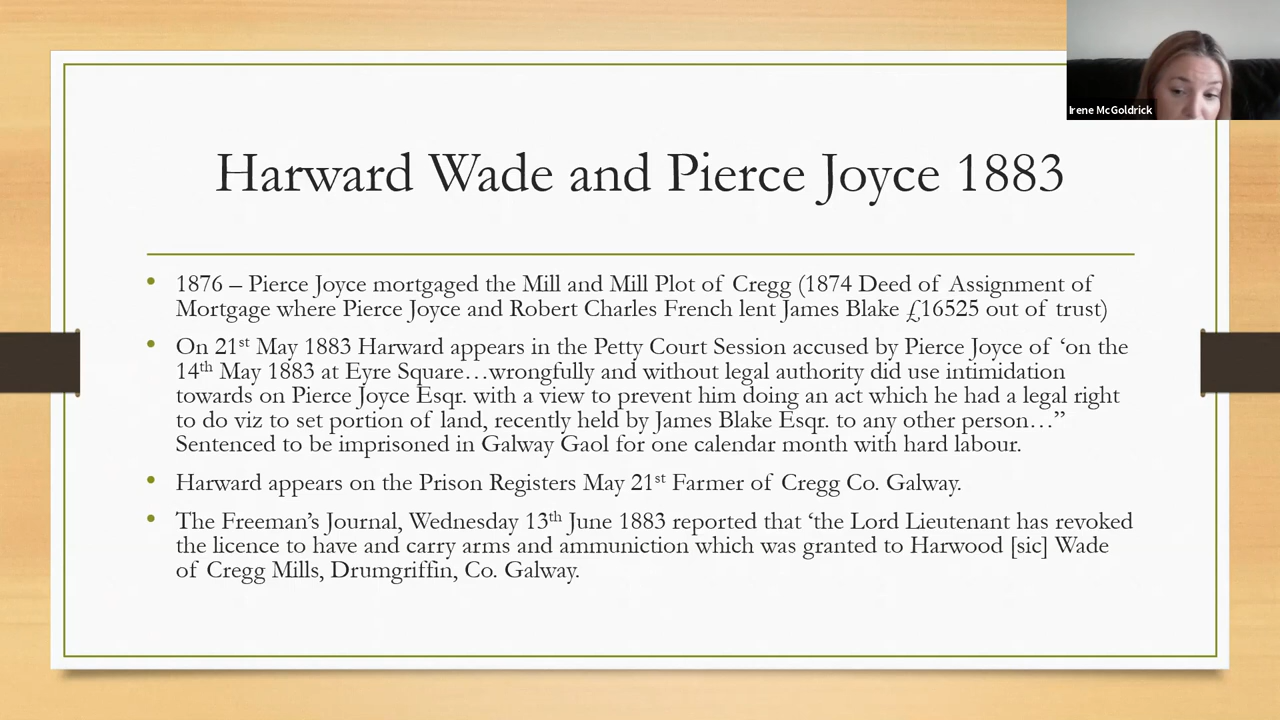 Irene McGoldrick
Harward Wade and Pierce Joyce 1883
• 1876 – Pierce Joyce mortgaged the Mill and Mill Plot of Cregg (1874 Deed of Assignment of
Mortgage where Pierce Joyce and Robert Charles French lent James Blake £16525 out of trust)
• On 21st May 1883 Harward appears in the Petty Court Session accused by Pierce Joyce of ‘on the
14th May 1883 at Eyre Square…wrongfully and without legal authority did use intimidation
towards on Pierce Joyce Esqr. with a view to prevent him doing an act which he had a legal right
to do viz to set portion of land, recently held by James Blake Esqr. to any other person…”
Sentenced to be imprisoned in Galway Gaol for one calendar month with hard labour.
• Harward appears on the Prison Registers May 21st Farmer of Cregg Co. Galway.
• The Freeman’s Journal, Wednesday 13th June 1883 reported that ‘the Lord Lieutenant has revoked
the licence to have and carry arms and ammuniction which was granted to Harwood [sic] Wade
of Cregg Mills, Drumgriffin, Co. Galway.